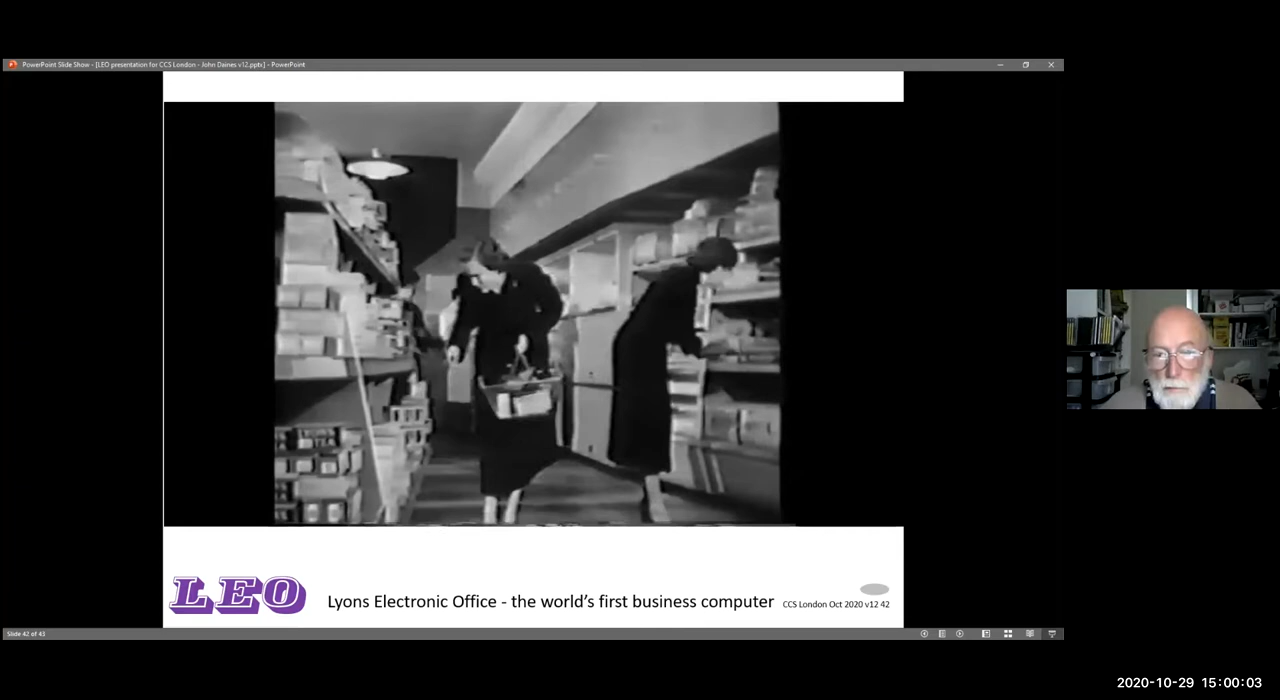 PowerPoint Slide Show - [LEO presentation for CCS London - John Daines v12.pptx] - PowerPoint
LEO
Lyons Electronic Office - the world's first business computer
CCS London Oct 2020 v12 42
Slide 42 of 43
2020-10-29 15:00:03